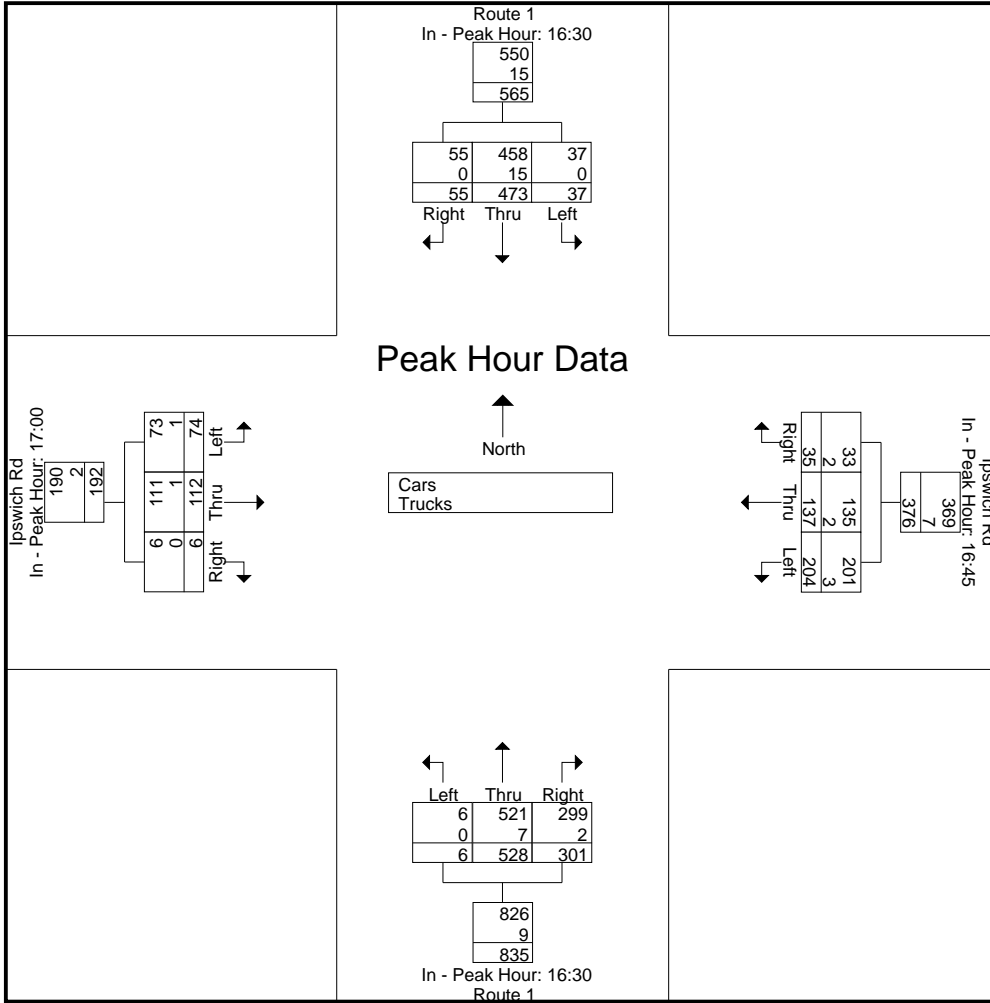 Route 1
In - Peak Hour: 16:30
550
15
565
55 458 37
0 15 0
55 473 37
Right Thru Left
Peak Hour Data
North
Cars
Trucks
Ipswich Rd
In - Peak Hour: 17:00
190
2
192
73 111 6
1 1 0
74 112 6
Left Thru Right
Ipswich Rd
In - Peak Hour: 16:45
369
7
376
33 135 201
2 2 3
35 137 204
Right Thru Left
Left Thru Right
6 521 299
0 7 2
6 528 301
826
9
835
In - Peak Hour: 16:30
Route 1